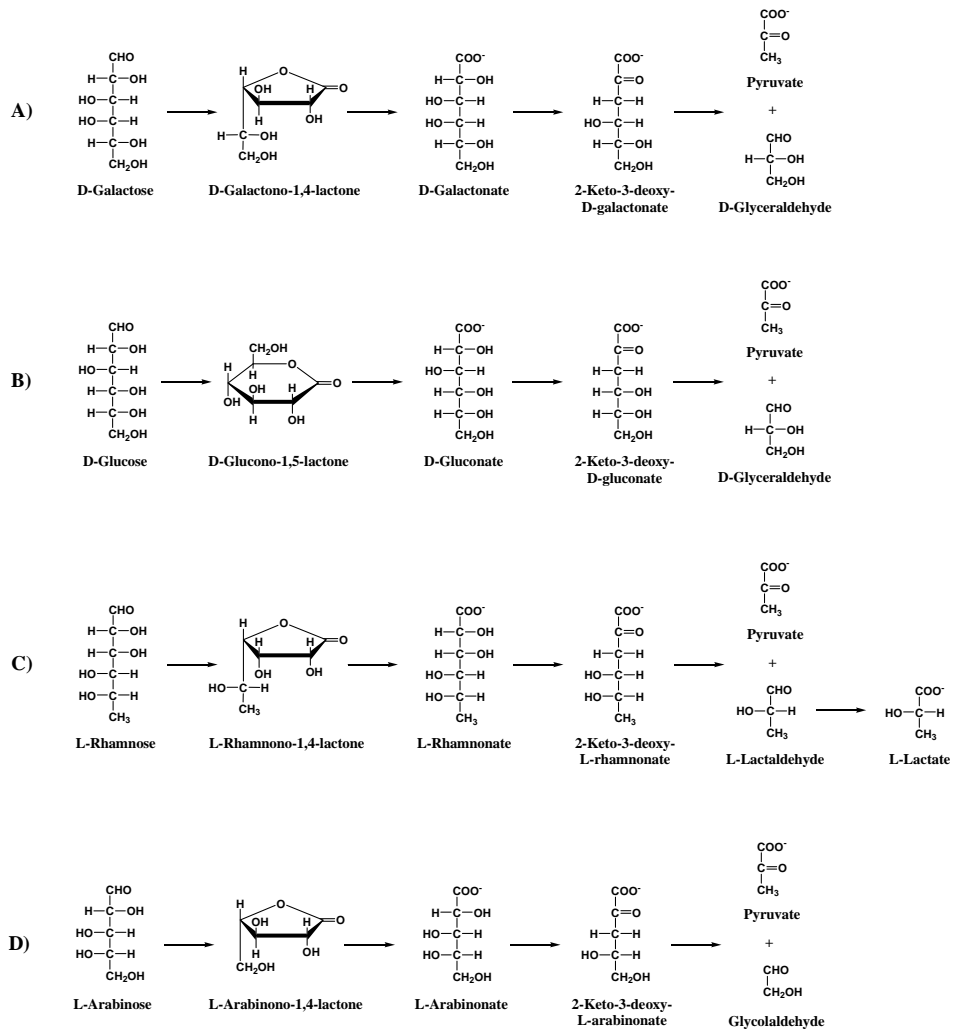 A)
CHO
H–C–OH
HO–C–H
HO–C–H
H–C–OH
CH₂OH
D-Galactose
H O
OH H =O
H OH
H–C–OH
CH₂OH
D-Galactono-1,4-lactone
COO⁻
H–C–OH
HO–C–H
HO–C–H
H–C–OH
CH₂OH
D-Galactonate
COO⁻
C=O
H–C–H
HO–C–H
H–C–OH
CH₂OH
2-Keto-3-deoxy-
D-galactonate
COO⁻
C=O
CH₃
Pyruvate
+
CHO
H–C–OH
CH₂OH
D-Glyceraldehyde
B)
CHO
H–C–OH
HO–C–H
H–C–OH
H–C–OH
CH₂OH
D-Glucose
CH₂OH
H H O
OH H =O
OH H OH
D-Glucono-1,5-lactone
COO⁻
H–C–OH
HO–C–H
H–C–OH
H–C–OH
CH₂OH
D-Gluconate
COO⁻
C=O
H–C–H
H–C–OH
H–C–OH
CH₂OH
2-Keto-3-deoxy-
D-gluconate
COO⁻
C=O
CH₃
Pyruvate
+
CHO
H–C–OH
CH₂OH
D-Glyceraldehyde
C)
CHO
H–C–OH
H–C–OH
HO–C–H
HO–C–H
CH₃
L-Rhamnose
H O
H H =O
OH OH
HO–C–H
CH₃
L-Rhamnono-1,4-lactone
COO⁻
H–C–OH
H–C–OH
HO–C–H
HO–C–H
CH₃
L-Rhamnonate
COO⁻
C=O
H–C–H
HO–C–H
HO–C–H
CH₃
2-Keto-3-deoxy-
L-rhamnonate
COO⁻
C=O
CH₃
Pyruvate
+
CHO
HO–C–H
CH₃
L-Lactaldehyde
COO⁻
HO–C–H
CH₃
L-Lactate
D)
CHO
H–C–OH
HO–C–H
HO–C–H
CH₂OH
L-Arabinose
H O
OH H =O
H OH
CH₂OH
L-Arabinono-1,4-lactone
COO⁻
H–C–OH
HO–C–H
HO–C–H
CH₂OH
L-Arabinonate
COO⁻
C=O
H–C–H
HO–C–H
CH₂OH
2-Keto-3-deoxy-
L-arabinonate
COO⁻
C=O
CH₃
Pyruvate
+
CHO
CH₂OH
Glycolaldehyde